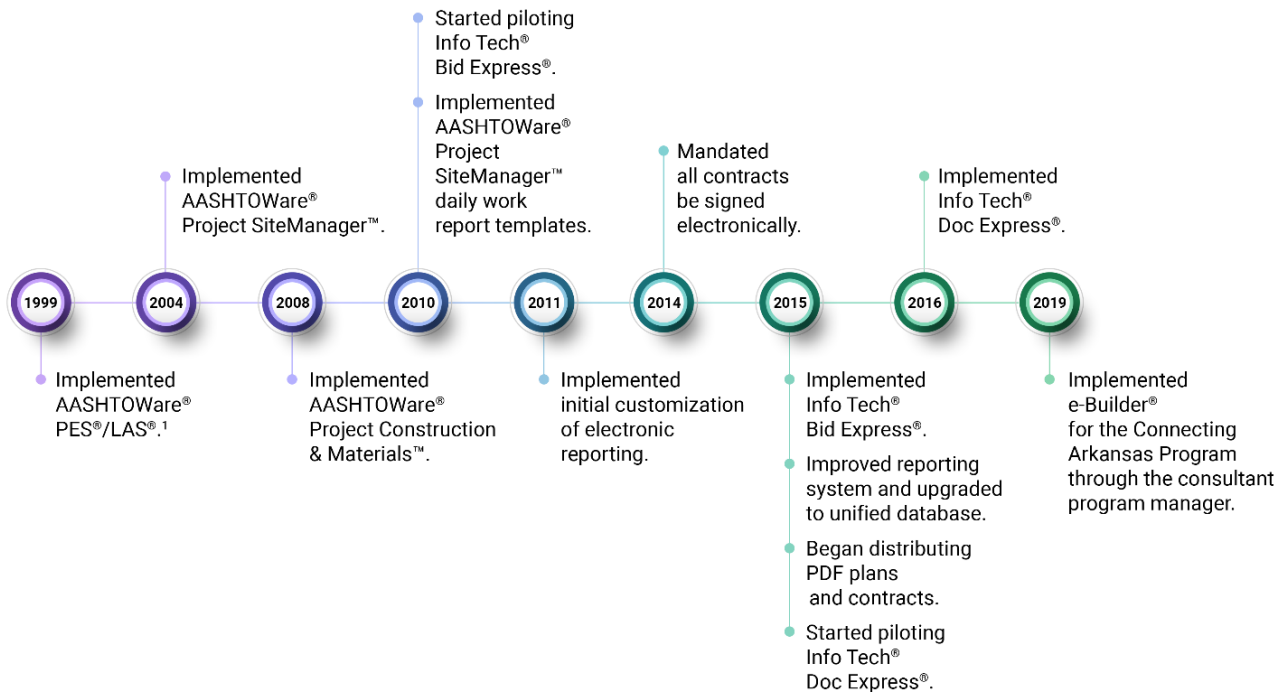 Started piloting
Info Tech®
Bid Express®.
Implemented
AASHTOWare®
Project
SiteManager™
daily work
report templates.
Mandated
all contracts
be signed
electronically.
Implemented
AASHTOWare®
Project SiteManager™.
Implemented
Info Tech®
Doc Express®.
1999
2004
2008
2010
2011
2014
2015
2016
2019
Implemented
AASHTOWare®
PES®/LAS®.¹
Implemented
AASHTOWare®
Project Construction
& Materials™.
Implemented
initial customization
of electronic
reporting.
Implemented
Info Tech®
Bid Express®.
Improved reporting
system and upgraded
to unified database.
Began distributing
PDF plans
and contracts.
Started piloting
Info Tech®
Doc Express®.
Implemented
e-Builder®
for the Connecting
Arkansas Program
through the consultant
program manager.